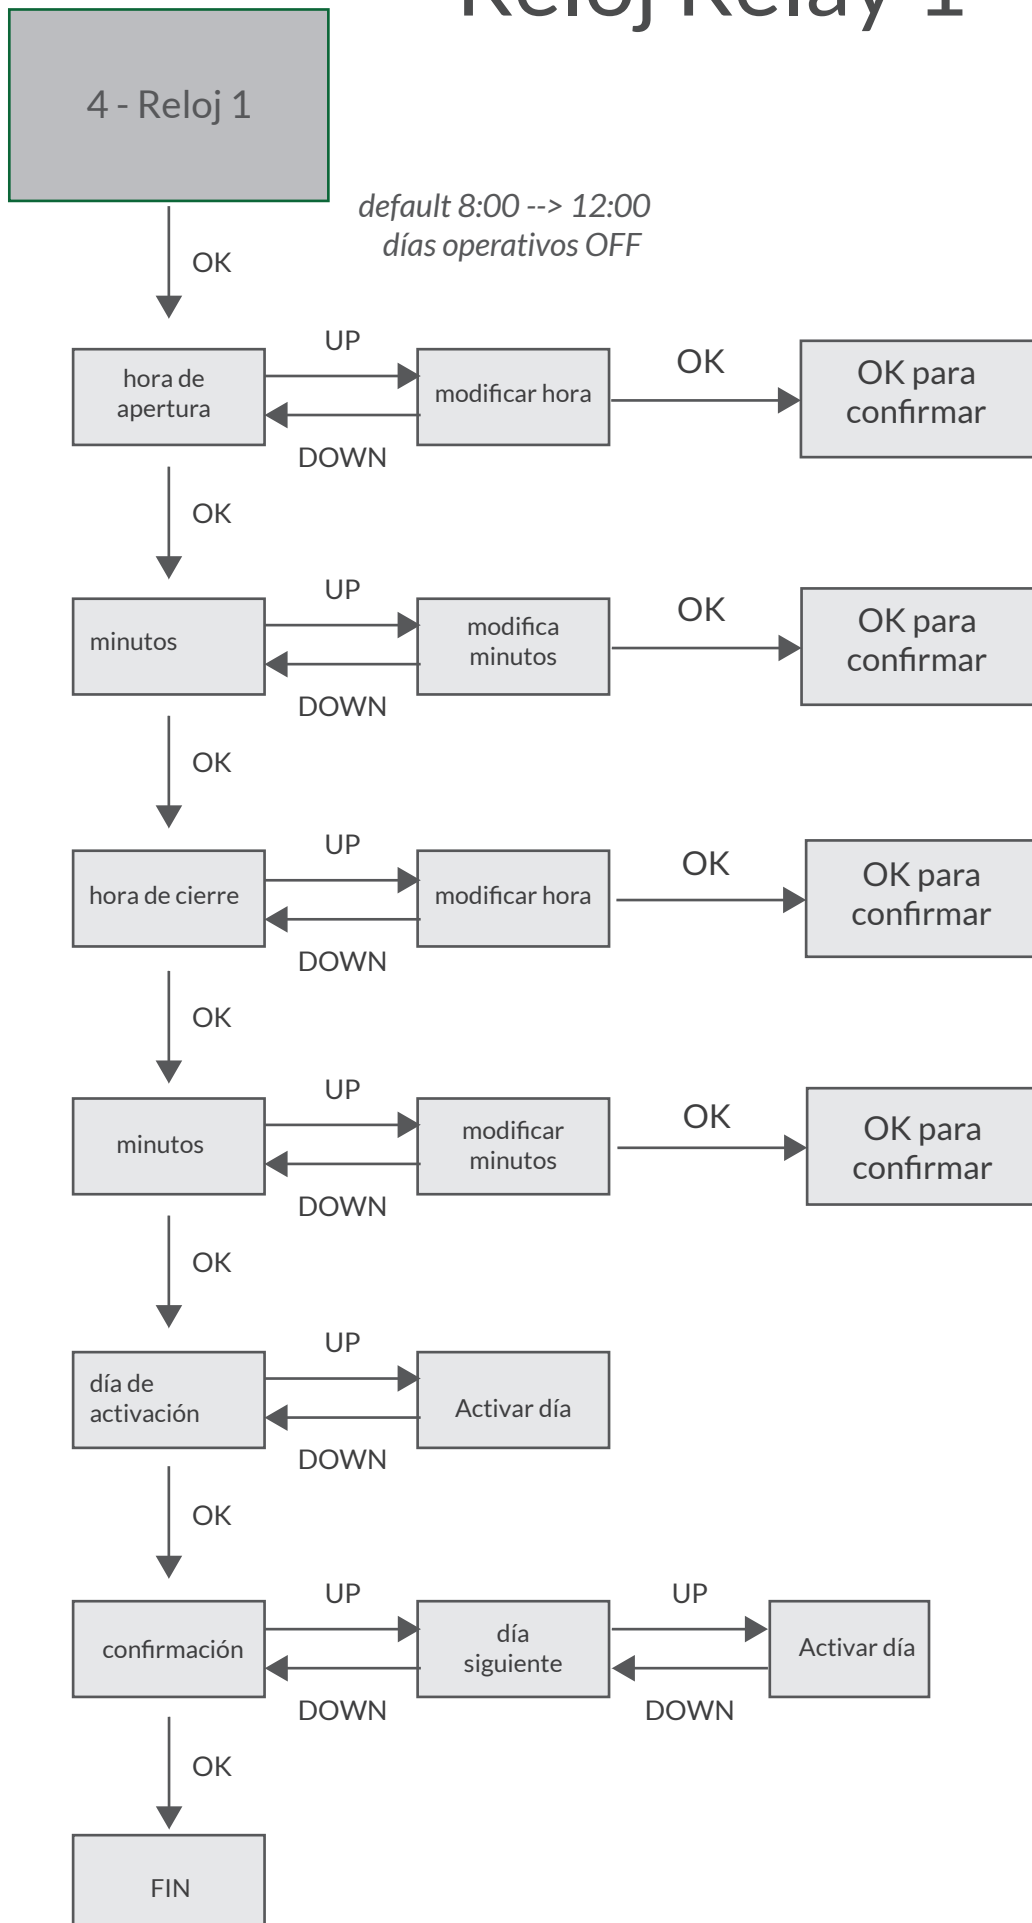 Reloj Relay 1
4 - Reloj 1
default 8:00 --> 12:00
días operativos OFF
OK
UP
hora de
apertura
modificar hora
OK
OK para
confirmar
DOWN
OK
UP
minutos
modifica
minutos
OK
OK para
confirmar
DOWN
OK
UP
hora de cierre
modificar hora
OK
OK para
confirmar
DOWN
OK
UP
minutos
modificar
minutos
OK
OK para
confirmar
DOWN
OK
UP
día de
activación
Activar día
DOWN
OK
UP
UP
confirmación
día
siguiente
Activar día
DOWN
DOWN
OK
FIN